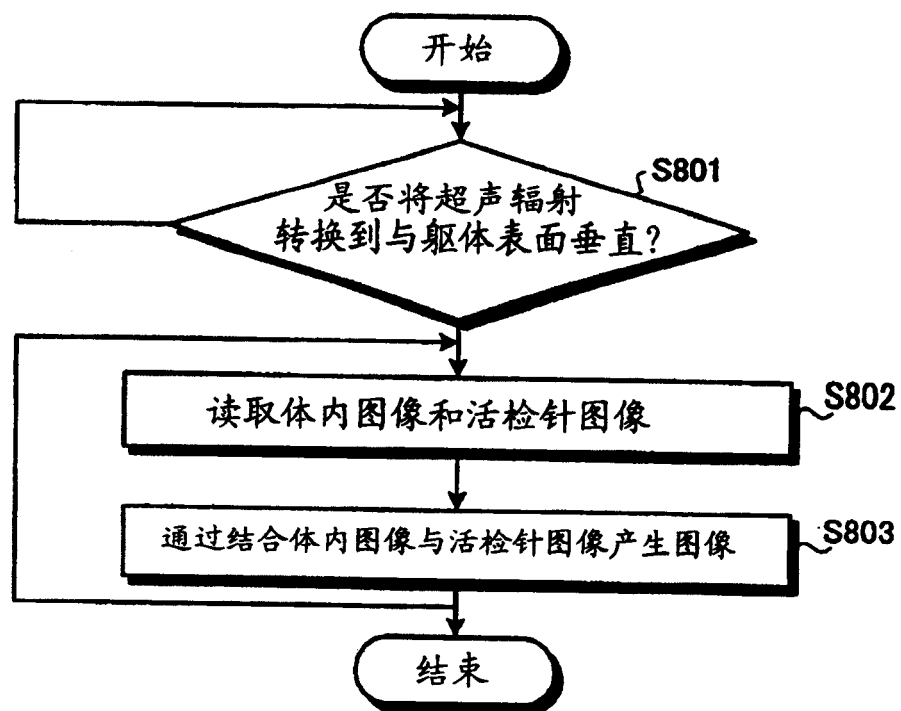 开始
S801
是否将超声辐射
转换到与躯体表面垂直?
读取体内图像和活检针图像
S802
通过结合体内图像与活检针图像产生图像
S803
结束